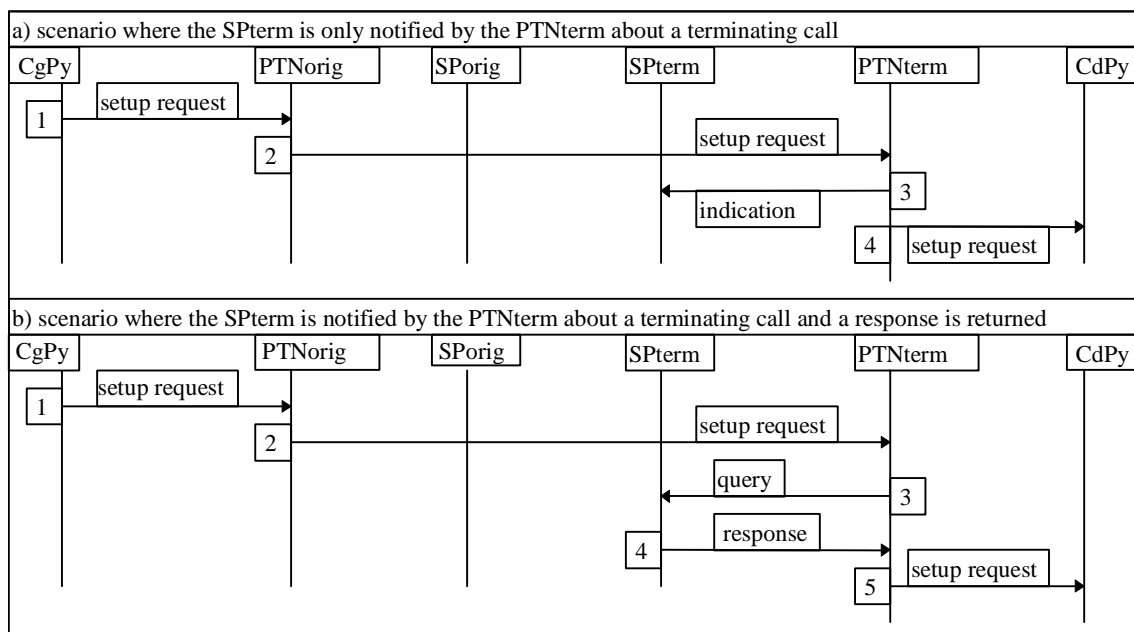 a) scenario where the SPterm is only notified by the PTNterm about a terminating call
CgPy PTNorig SPorig SPterm PTNterm CdPy
1 setup request
2 setup request
3
indication
4 setup request
b) scenario where the SPterm is notified by the PTNterm about a terminating call and a response is returned
CgPy PTNorig SPorig SPterm PTNterm CdPy
1 setup request
2 setup request
query 3
4 response
5 setup request